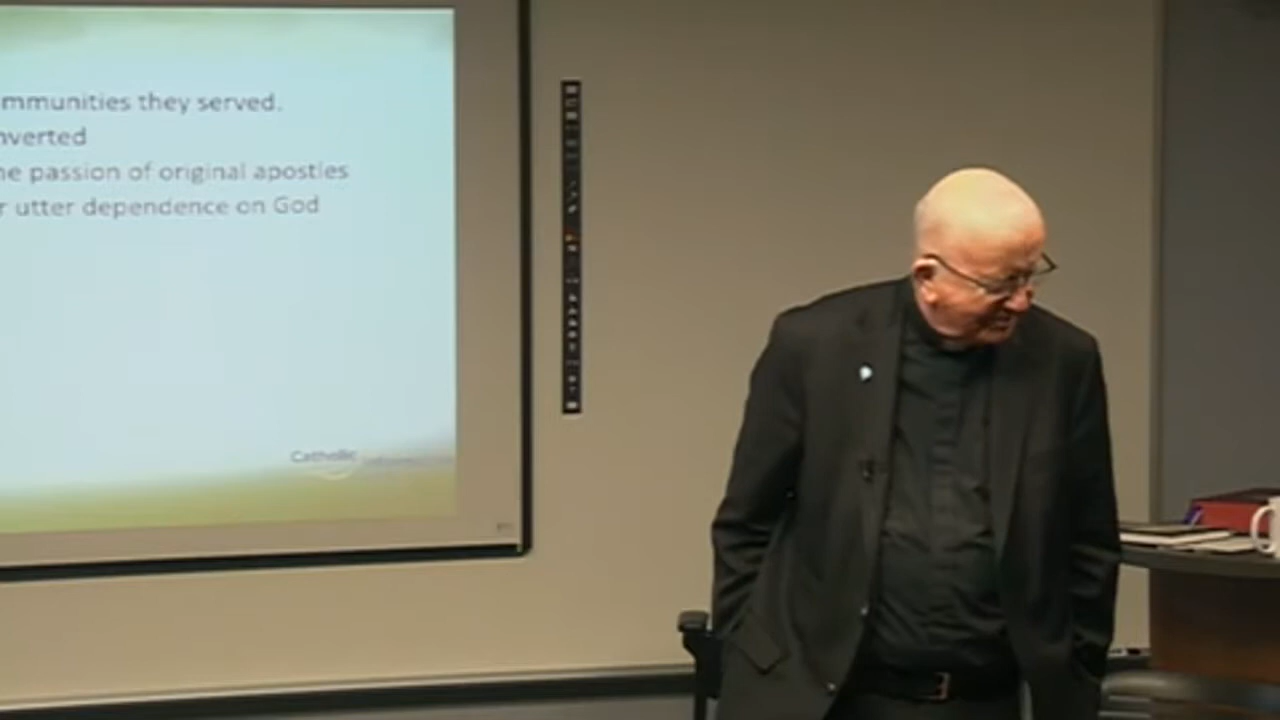 mmunities they served.
nverted
he passion of original apostles
r utter dependence on God
Catholic